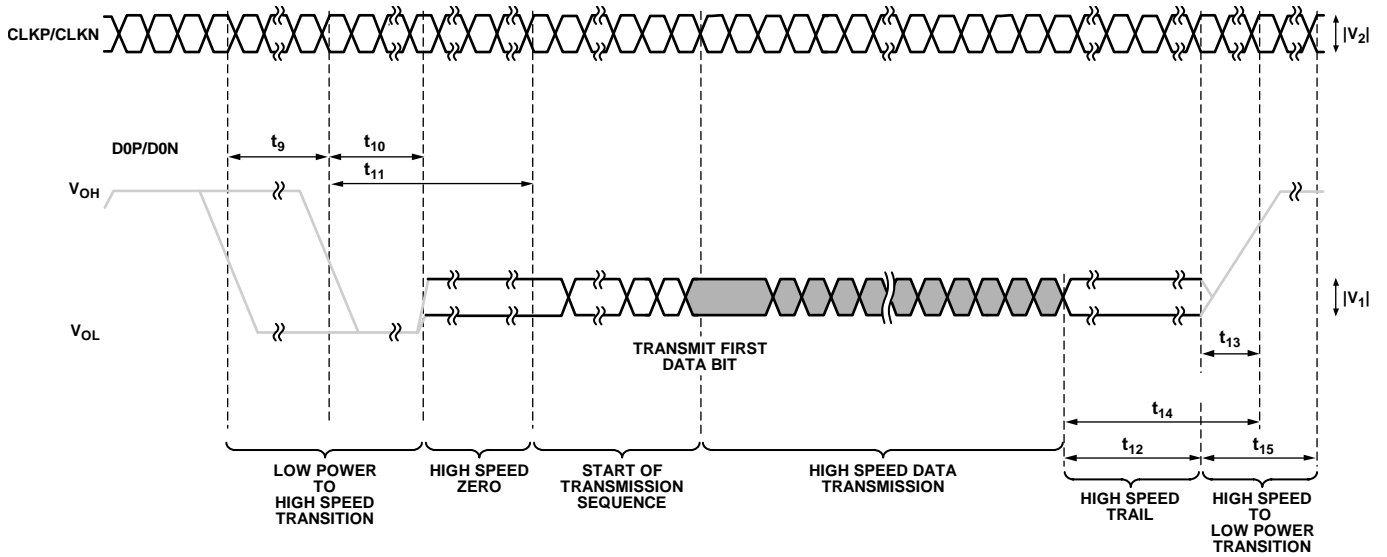 CLKP/CLKN
|V2|
D0P/D0N
t9
t10
t11
VOH
VOL
|V1|
TRANSMIT FIRST
DATA BIT
t13
t14
t12
t15
LOW POWER
TO
HIGH SPEED
TRANSITION
HIGH SPEED
ZERO
START OF
TRANSMISSION
SEQUENCE
HIGH SPEED DATA
TRANSMISSION
HIGH SPEED
TRAIL
HIGH SPEED
TO
LOW POWER
TRANSITION